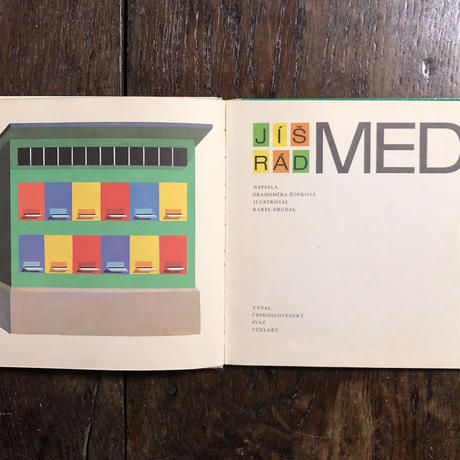 JÍŠ
RÁD MED
NAPSALA
DRAHOMÍRA ŽOFKOVÁ
ILUSTROVAL
KAREL DRCHAL
VYDAL
ČESKOSLOVENSKÝ
SVAZ
VČELAŘŮ